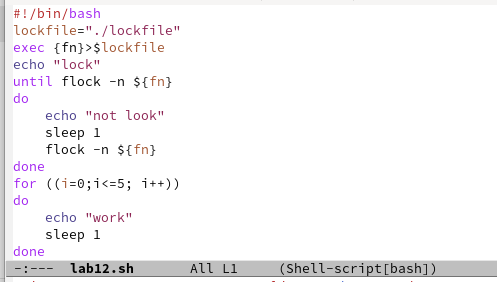 #!/bin/bash
lockfile="./lockfile"
exec {fn}>$lockfile
echo "lock"
until flock -n ${fn}
do
    echo "not look"
    sleep 1
    flock -n ${fn}
done
for ((i=0;i<=5; i++))
do
    echo "work"
    sleep 1
done
-:---  lab12.sh       All L1     (Shell-script[bash])